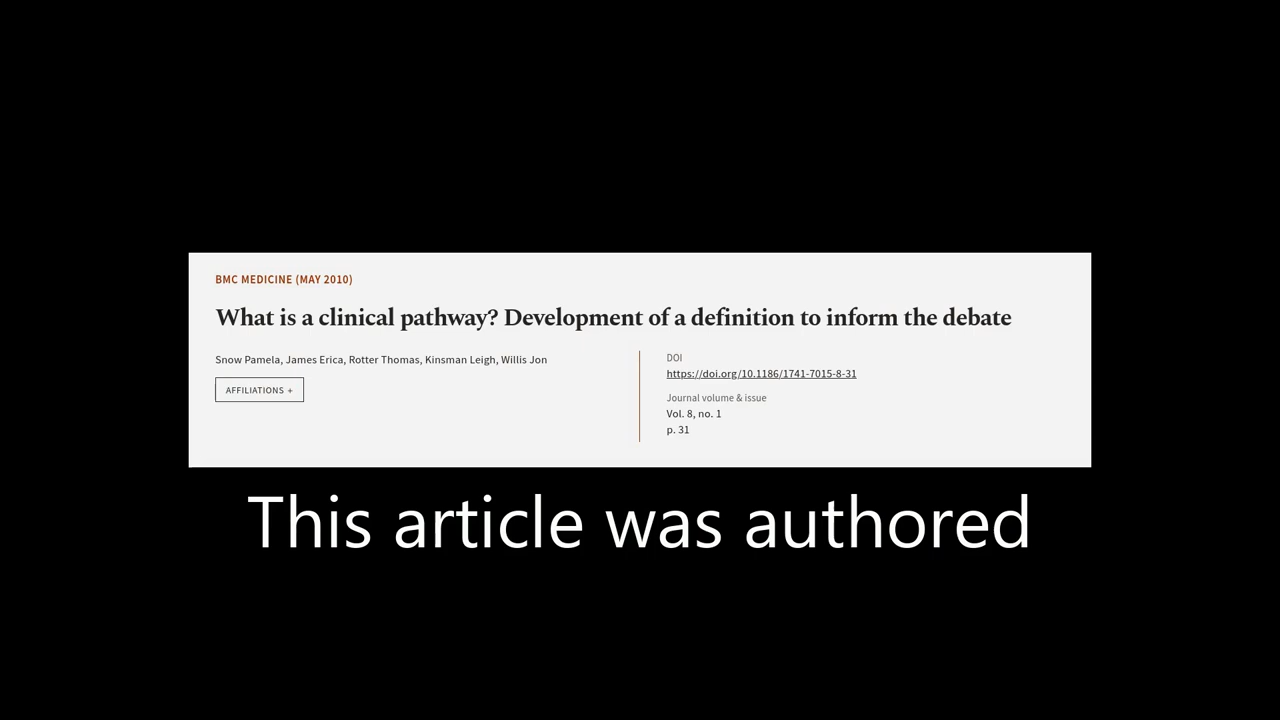 BMC MEDICINE (MAY 2010)
What is a clinical pathway? Development of a definition to inform the debate
Snow Pamela, James Erica, Rotter Thomas, Kinsman Leigh, Willis Jon
AFFILIATIONS +
DOI
https://doi.org/10.1186/1741-7015-8-31
Journal volume & issue
Vol. 8, no. 1
p. 31
This article was authored